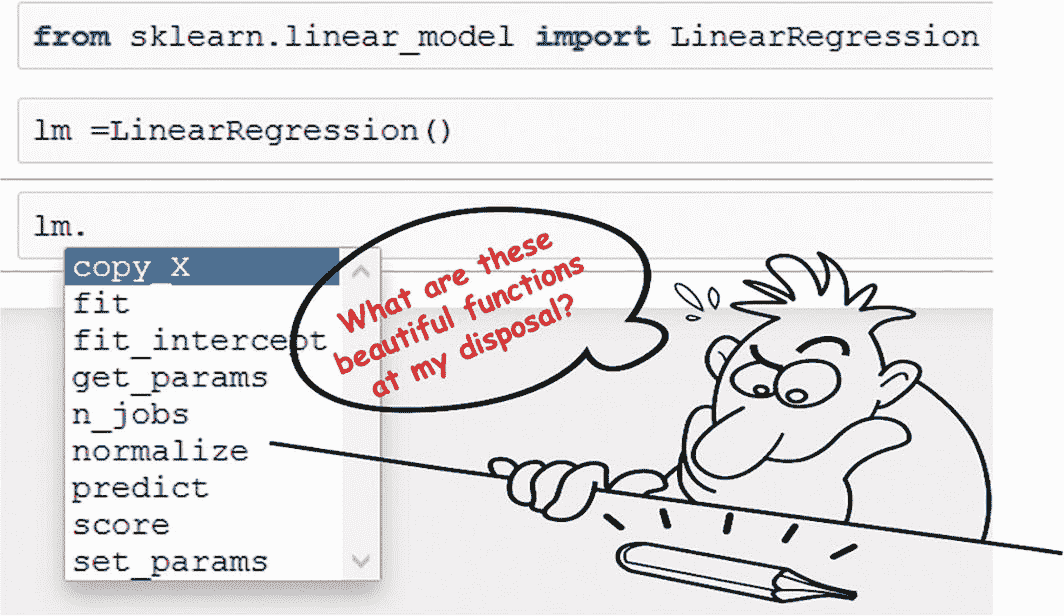 from sklearn.linear_model import LinearRegression
lm =LinearRegression()
lm.
copy_X
fit
fit_intercept
get_params
n_jobs
normalize
predict
score
set_params
What are these
beautiful functions
at my disposal?